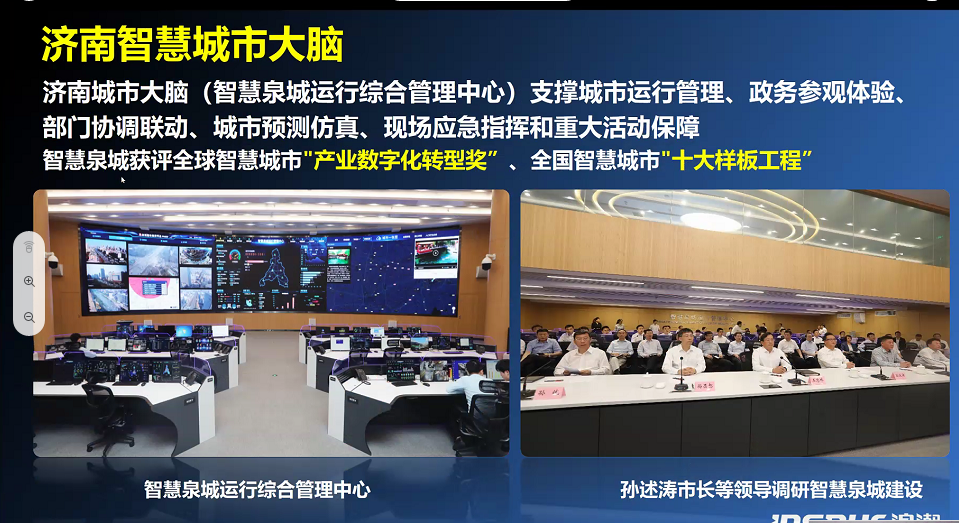 济南智慧城市大脑
济南城市大脑（智慧泉城运行综合管理中心）支撑城市运行管理、政务参观体验、
部门协调联动、城市预测仿真、现场应急指挥和重大活动保障
智慧泉城获评全球智慧城市"产业数字化转型奖"、全国智慧城市"十大样板工程"
智慧泉城运行综合管理中心
孙述涛市长等领导调研智慧泉城建设
inspur 浪潮